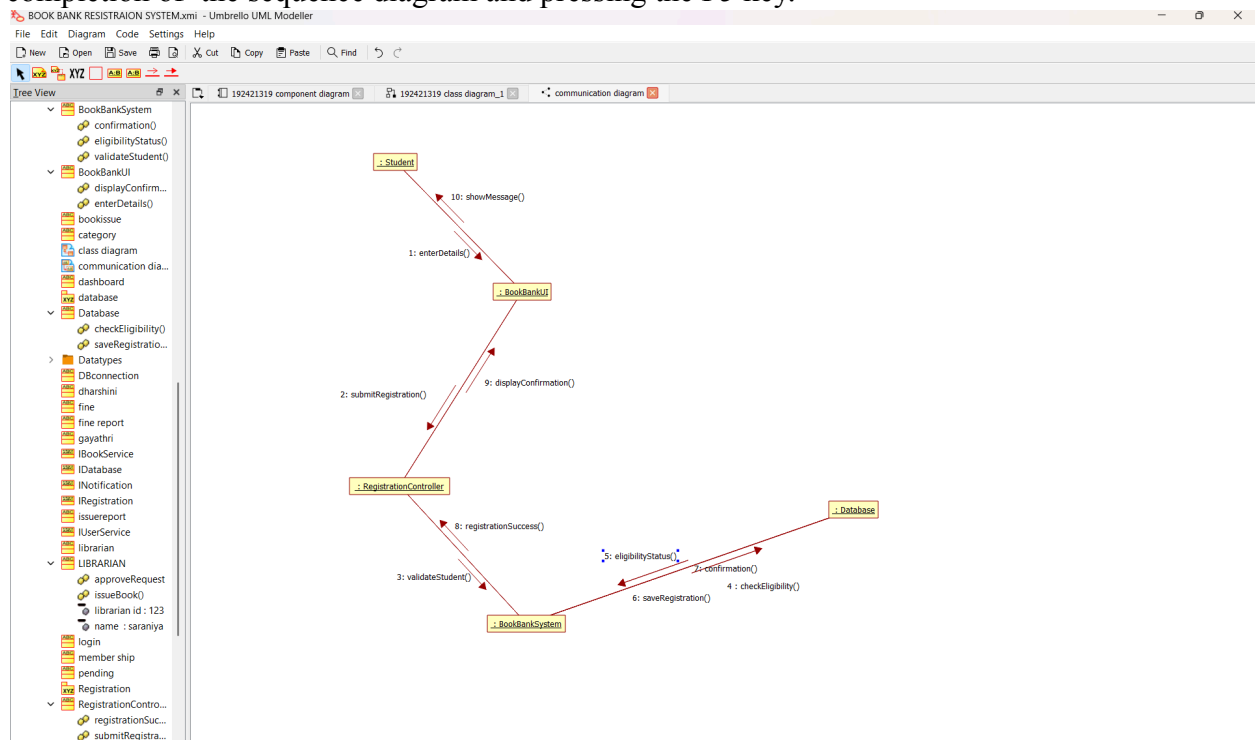 completion of the sequence diagram and pressing the F5 key.
BOOK BANK REGISTRAION SYSTEM.xmi - Umbrello UML Modeller
File Edit Diagram Code Settings Help
New Open Save Cut Copy Paste Find
XYZ XYZ A:B A:B
Tree View
192421319 component diagram
192421319 class diagram_1
communication diagram
BookBankSystem
confirmation()
eligibilityStatus()
validateStudent()
BookBankUI
displayConfirm...
enterDetails()
bookissue
category
class diagram
communication dia...
dashboard
database
Database
checkEligibility()
saveRegistratio...
Datatypes
DBconnection
dharshini
fine
fine report
gayathri
IBookService
IDatabase
INotification
IRegistration
issuereport
IUserService
librarian
LIBRARIAN
approveRequest
issueBook()
librarian id : 123
name : saraniya
login
member ship
pending
Registration
RegistrationContro...
registrationSuc...
submitRegistra...
: Student
10: showMessage()
1: enterDetails()
: BookBankUI
9: displayConfirmation()
2: submitRegistration()
: RegistrationController
8: registrationSuccess()
3: validateStudent()
: Database
5: eligibilityStatus()
7: confirmation()
4 : checkEligibility()
6: saveRegistration()
: BookBankSystem